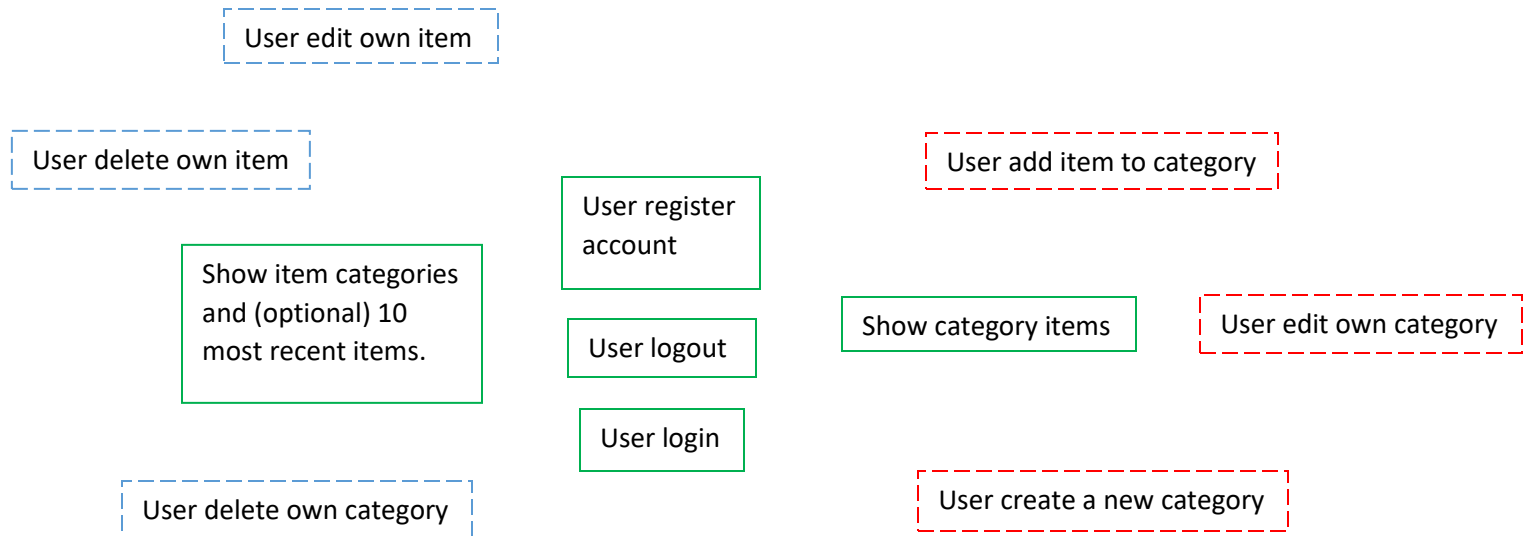 User edit own item
User delete own item
User add item to category
User register
account
Show item categories
and (optional) 10
most recent items.
Show category items
User edit own category
User logout
User login
User create a new category
User delete own category